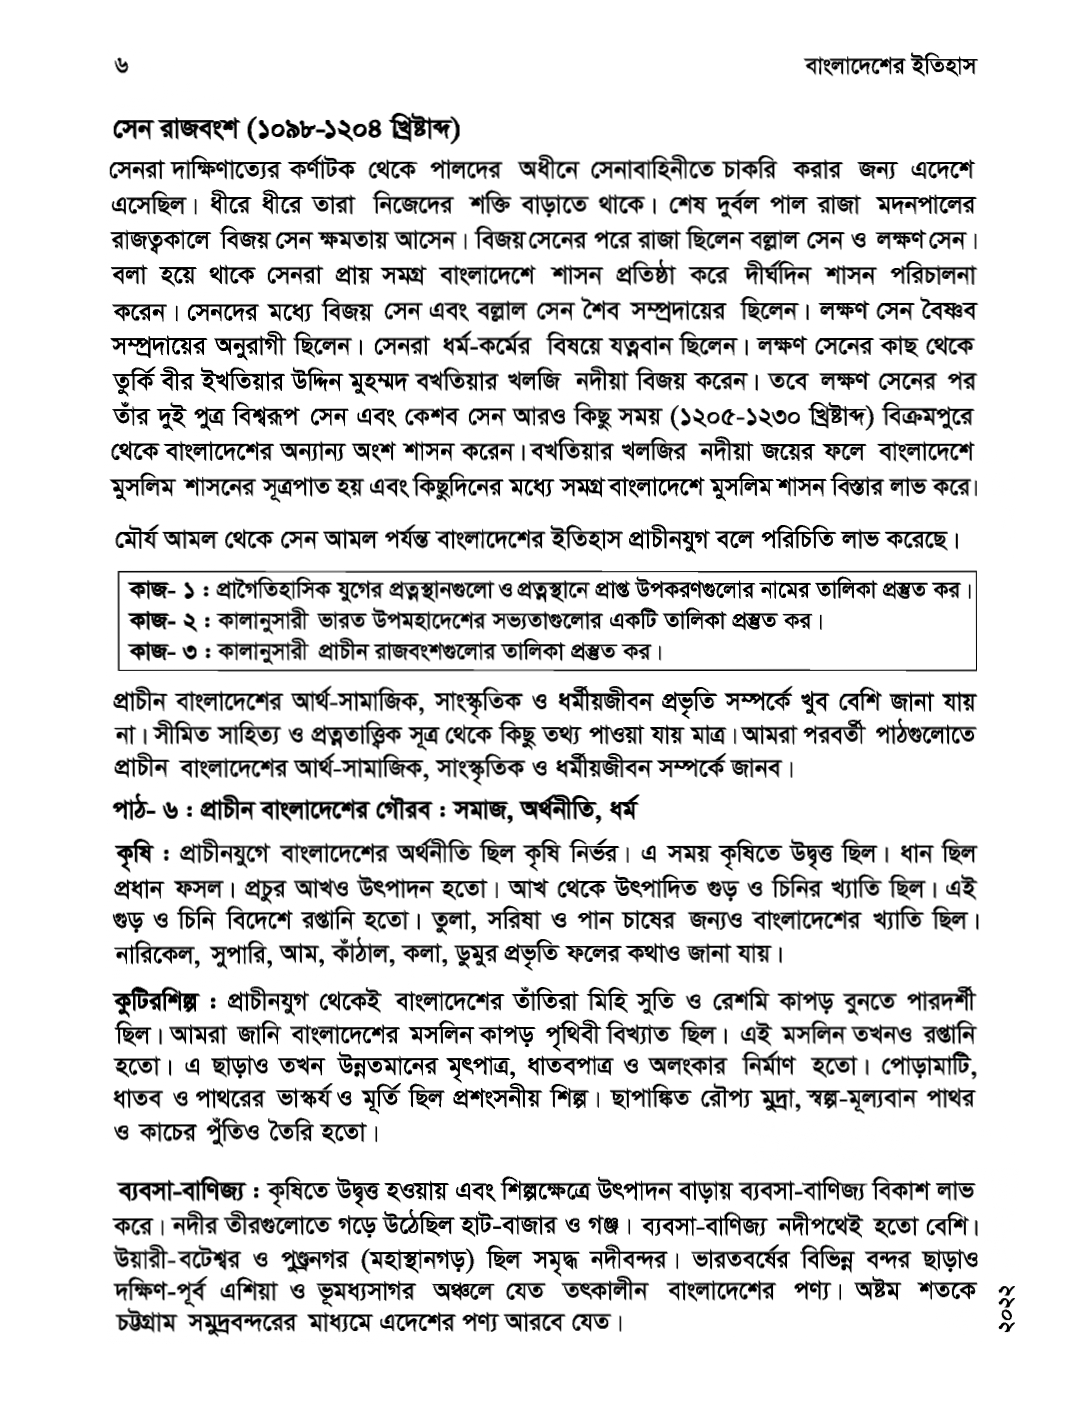 ৬
বাংলাদেশের ইতিহাস
সেন রাজবংশ (১০৯৮-১২০৪ খ্রিষ্টাব্দ)
সেনরা দাক্ষিণাত্যের কর্ণাটক থেকে পালদের অধীনে সেনাবাহিনীতে চাকরি করার জন্য এদেশে
এসেছিল। ধীরে ধীরে তারা নিজেদের শক্তি বাড়াতে থাকে। শেষ দুর্বল পাল রাজা মদনপালের
রাজত্বকালে বিজয় সেন ক্ষমতায় আসেন। বিজয় সেনের পরে রাজা ছিলেন বল্লাল সেন ও লক্ষণ সেন।
বলা হয়ে থাকে সেনরা প্রায় সমগ্র বাংলাদেশে শাসন প্রতিষ্ঠা করে দীর্ঘদিন শাসন পরিচালনা
করেন। সেনদের মধ্যে বিজয় সেন এবং বল্লাল সেন শৈব সম্প্রদায়ের ছিলেন। লক্ষণ সেন বৈষ্ণব
সম্প্রদায়ের অনুরাগী ছিলেন। সেনরা ধর্ম-কর্মের বিষয়ে যত্নবান ছিলেন। লক্ষণ সেনের কাছ থেকে
তুর্কি বীর ইখতিয়ার উদ্দিন মুহম্মদ বখতিয়ার খলজি নদীয়া বিজয় করেন। তবে লক্ষণ সেনের পর
তাঁর দুই পুত্র বিশ্বরূপ সেন এবং কেশব সেন আরও কিছু সময় (১২০৫-১২৩০ খ্রিষ্টাব্দ) বিক্রমপুরে
থেকে বাংলাদেশের অন্যান্য অংশ শাসন করেন। বখতিয়ার খলজির নদীয়া জয়ের ফলে বাংলাদেশে
মুসলিম শাসনের সূত্রপাত হয় এবং কিছুদিনের মধ্যে সমগ্র বাংলাদেশে মুসলিম শাসন বিস্তার লাভ করে।
মৌর্য আমল থেকে সেন আমল পর্যন্ত বাংলাদেশের ইতিহাস প্রাচীনযুগ বলে পরিচিতি লাভ করেছে।
কাজ- ১ : প্রাগৈতিহাসিক যুগের প্রত্নস্থানগুলো ও প্রত্নস্থানে প্রাপ্ত উপকরণগুলোর নামের তালিকা প্রস্তুত কর।
কাজ- ২ : কালানুসারী ভারত উপমহাদেশের সভ্যতাগুলোর একটি তালিকা প্রস্তুত কর।
কাজ- ৩ : কালানুসারী প্রাচীন রাজবংশগুলোর তালিকা প্রস্তুত কর।
প্রাচীন বাংলাদেশের আর্থ-সামাজিক, সাংস্কৃতিক ও ধর্মীয়জীবন প্রভৃতি সম্পর্কে খুব বেশি জানা যায়
না। সীমিত সাহিত্য ও প্রত্নতাত্ত্বিক সূত্র থেকে কিছু তথ্য পাওয়া যায় মাত্র। আমরা পরবর্তী পাঠগুলোতে
প্রাচীন বাংলাদেশের আর্থ-সামাজিক, সাংস্কৃতিক ও ধর্মীয়জীবন সম্পর্কে জানব।
পাঠ- ৬ : প্রাচীন বাংলাদেশের গৌরব : সমাজ, অর্থনীতি, ধর্ম
কৃষি : প্রাচীনযুগে বাংলাদেশের অর্থনীতি ছিল কৃষি নির্ভর। এ সময় কৃষিতে উদ্বৃত্ত ছিল। ধান ছিল
প্রধান ফসল। প্রচুর আখও উৎপাদন হতো। আখ থেকে উৎপাদিত গুড় ও চিনির খ্যাতি ছিল। এই
গুড় ও চিনি বিদেশে রপ্তানি হতো। তুলা, সরিষা ও পান চাষের জন্যও বাংলাদেশের খ্যাতি ছিল।
নারিকেল, সুপারি, আম, কাঁঠাল, কলা, ডুমুর প্রভৃতি ফলের কথাও জানা যায়।
কুটিরশিল্প : প্রাচীনযুগ থেকেই বাংলাদেশের তাঁতিরা মিহি সুতি ও রেশমি কাপড় বুনতে পারদর্শী
ছিল। আমরা জানি বাংলাদেশের মসলিন কাপড় পৃথিবী বিখ্যাত ছিল। এই মসলিন তখনও রপ্তানি
হতো। এ ছাড়াও তখন উন্নতমানের মৃৎপাত্র, ধাতবপাত্র ও অলংকার নির্মাণ হতো। পোড়ামাটি,
ধাতব ও পাথরের ভাস্কর্য ও মূর্তি ছিল প্রশংসনীয় শিল্প। ছাপাঙ্কিত রৌপ্য মুদ্রা, স্বল্প-মূল্যবান পাথর
ও কাচের পুঁতিও তৈরি হতো।
ব্যবসা-বাণিজ্য : কৃষিতে উদ্বৃত্ত হওয়ায় এবং শিল্পক্ষেত্রে উৎপাদন বাড়ায় ব্যবসা-বাণিজ্য বিকাশ লাভ
করে। নদীর তীরগুলোতে গড়ে উঠেছিল হাট-বাজার ও গঞ্জ। ব্যবসা-বাণিজ্য নদীপথেই হতো বেশি।
উয়ারী-বটেশ্বর ও পুণ্ড্রনগর (মহাস্থানগড়) ছিল সমৃদ্ধ নদীবন্দর। ভারতবর্ষের বিভিন্ন বন্দর ছাড়াও
দক্ষিণ-পূর্ব এশিয়া ও ভূমধ্যসাগর অঞ্চলে যেত তৎকালীন বাংলাদেশের পণ্য। অষ্টম শতকে
চট্টগ্রাম সমুদ্রবন্দরের মাধ্যমে এদেশের পণ্য আরবে যেত।
২০২২